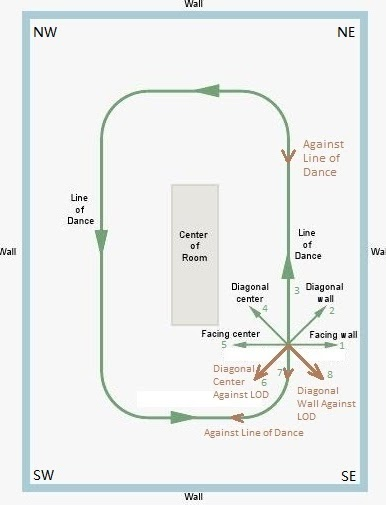 Wall
NW
NE
Against
Line of
Dance
Line
of
Dance
Center
of
Room
Line
of
Dance
Wall
Wal
Diagonal
center
3
Diagonal
wall
4
2
Facing center
Facing wall
5
1
Diagonal
Center
Against LOD
6
7
8
Diagonal
Wall Against
LOD
Against Line of Dance
SW
SE
Wall